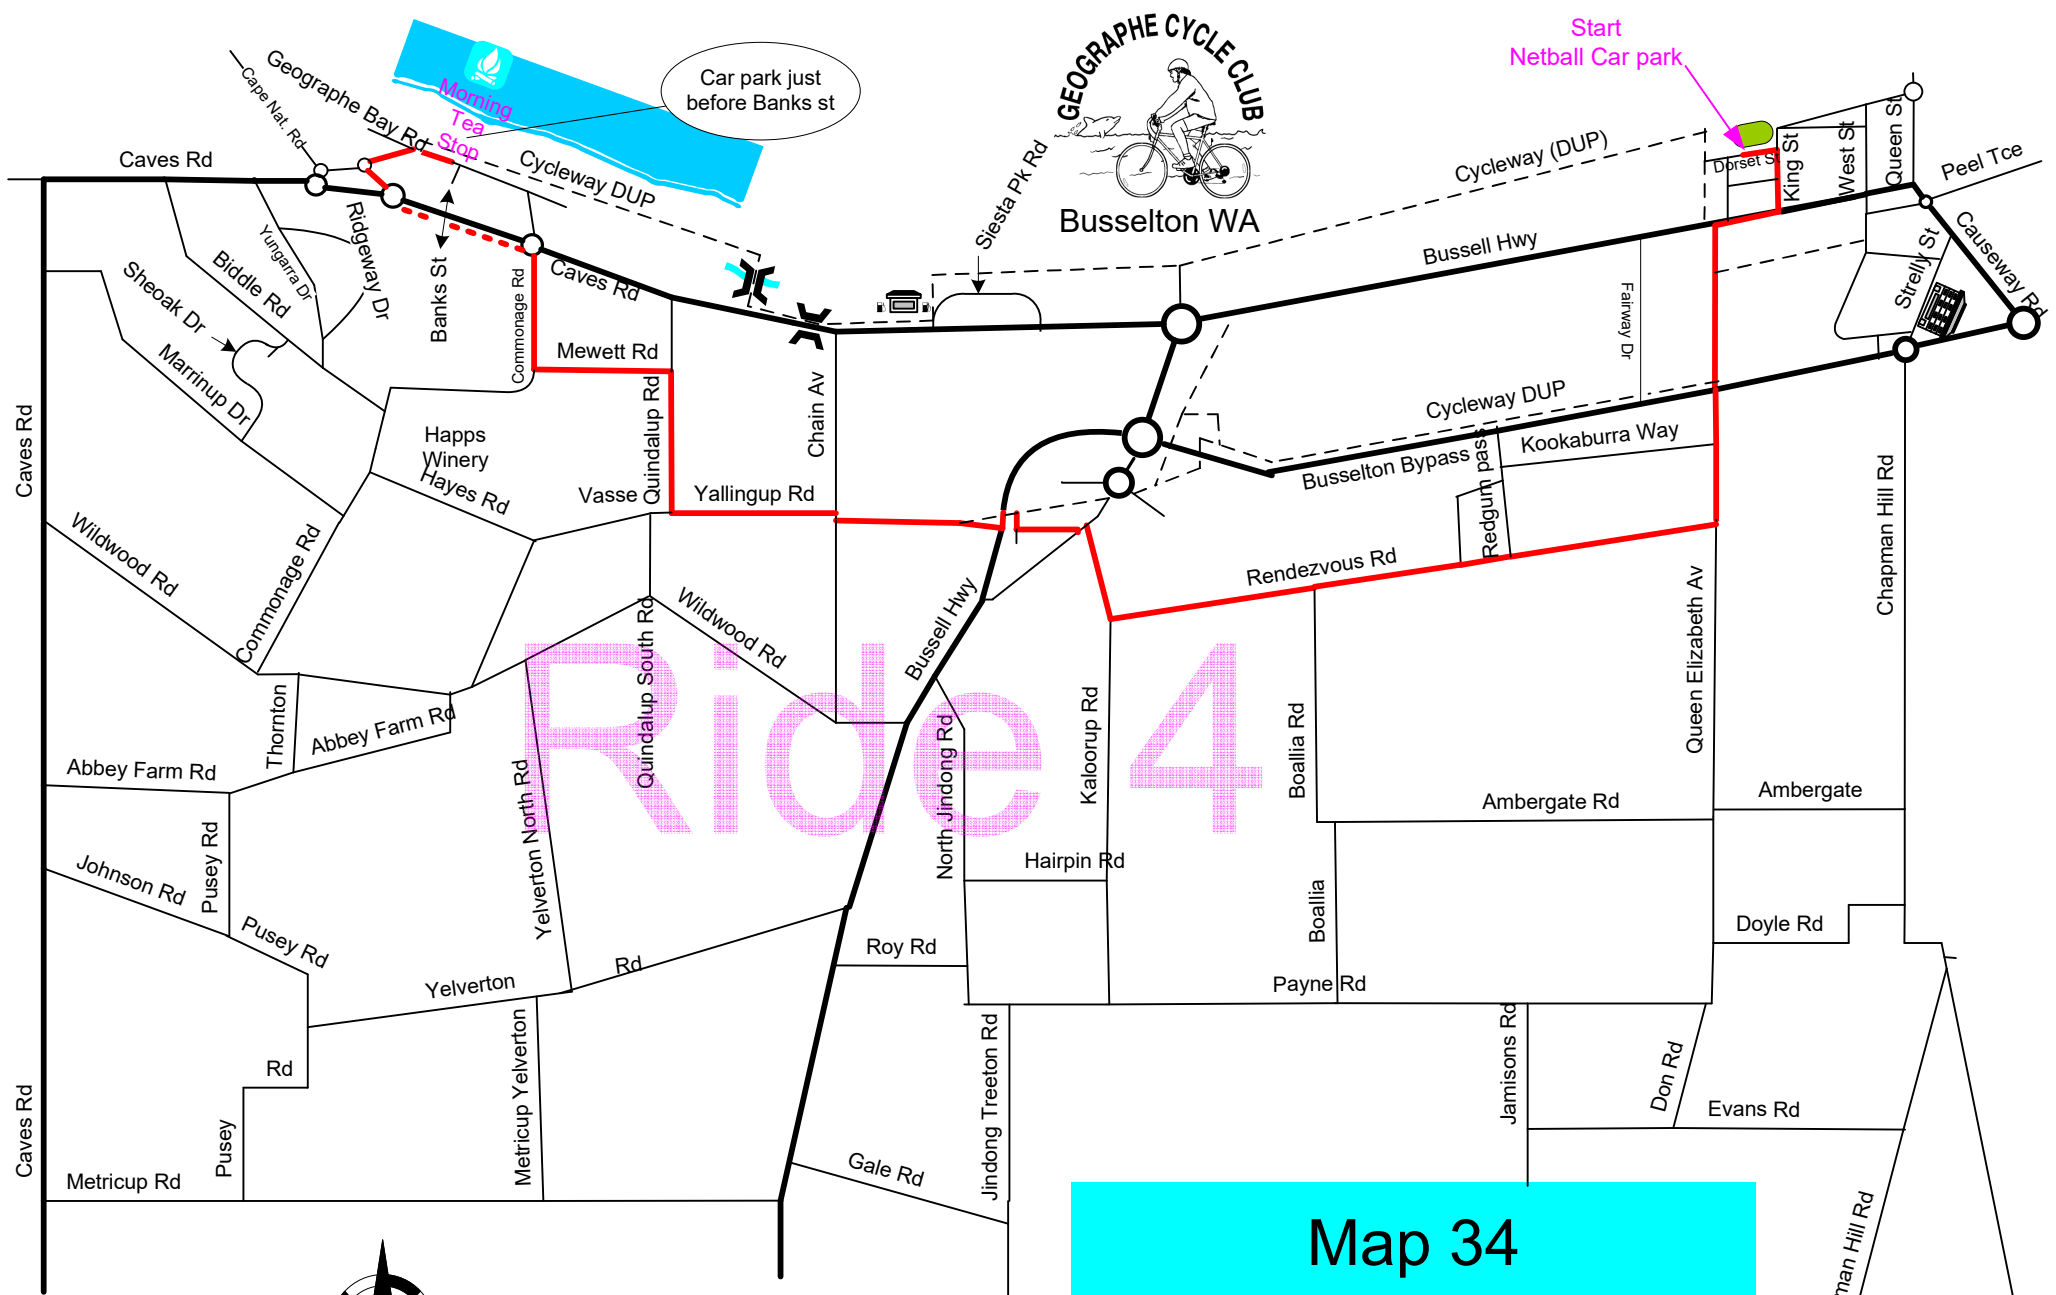 Start
Netball Car park
GEOGRAPHE CYCLE CLUB
Busselton WA
Car park just
before Banks st
Morning
Tea
Stop
Geographe Bay Rd
Cape Nat. Rd
Caves Rd
Cycleway DUP
Siesta Pk Rd
Cycleway (DUP)
Dorset St
King St
West St
Queen St
Peel Tce
Causeway Rd
Strelly St
Bussell Hwy
Fairway Dr
Yungarra Dr
Ridgeway Dr
Biddle Rd
Sheoak Dr
Marrinup Dr
Banks St
Commonage Rd
Caves Rd
Mewett Rd
Quindalup Rd
Chain Av
Caves Rd
Happs
Winery
Hayes Rd
Vasse
Yallingup Rd
Cycleway DUP
Busselton Bypass
Redgum pass
Kookaburra Way
Chapman Hill Rd
Wildwood Rd
Commonage Rd
Rendezvous Rd
Queen Elizabeth Av
Bussell Hwy
Wildwood Rd
Quindalup South Rd
Ride 4
Thornton
Abbey Farm Rd
Abbey Farm Rd
Yelverton North Rd
North Jindong Rd
Kaloorup Rd
Boallia Rd
Ambergate Rd
Ambergate
Hairpin Rd
Johnson Rd
Pusey Rd
Pusey Rd
Boallia
Doyle Rd
Roy Rd
Yelverton
Rd
Payne Rd
Metricup Yelverton
Jindong Treeton Rd
Jamisons Rd
Don Rd
Evans Rd
Rd
Pusey
Caves Rd
Metricup Rd
Gale Rd
man Hill Rd
Map 34